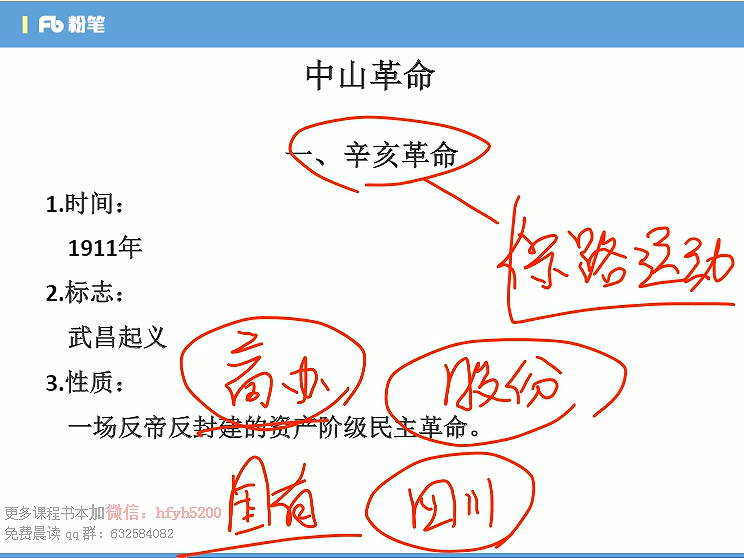 Fb 粉笔
中山革命
一、辛亥革命
1.时间：
1911年
保路运动
2.标志：
武昌起义
商办 股份
3.性质：
一场反帝反封建的资产阶级民主革命。
国有 四川
更多课程书本加微信：hfyh5200
免费晨读qq群：632584082